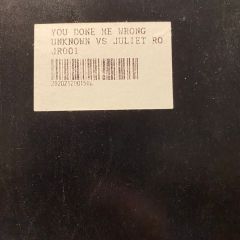 YOU DONE ME WRONG
UNKNOWN VS JULIET RO
JR001